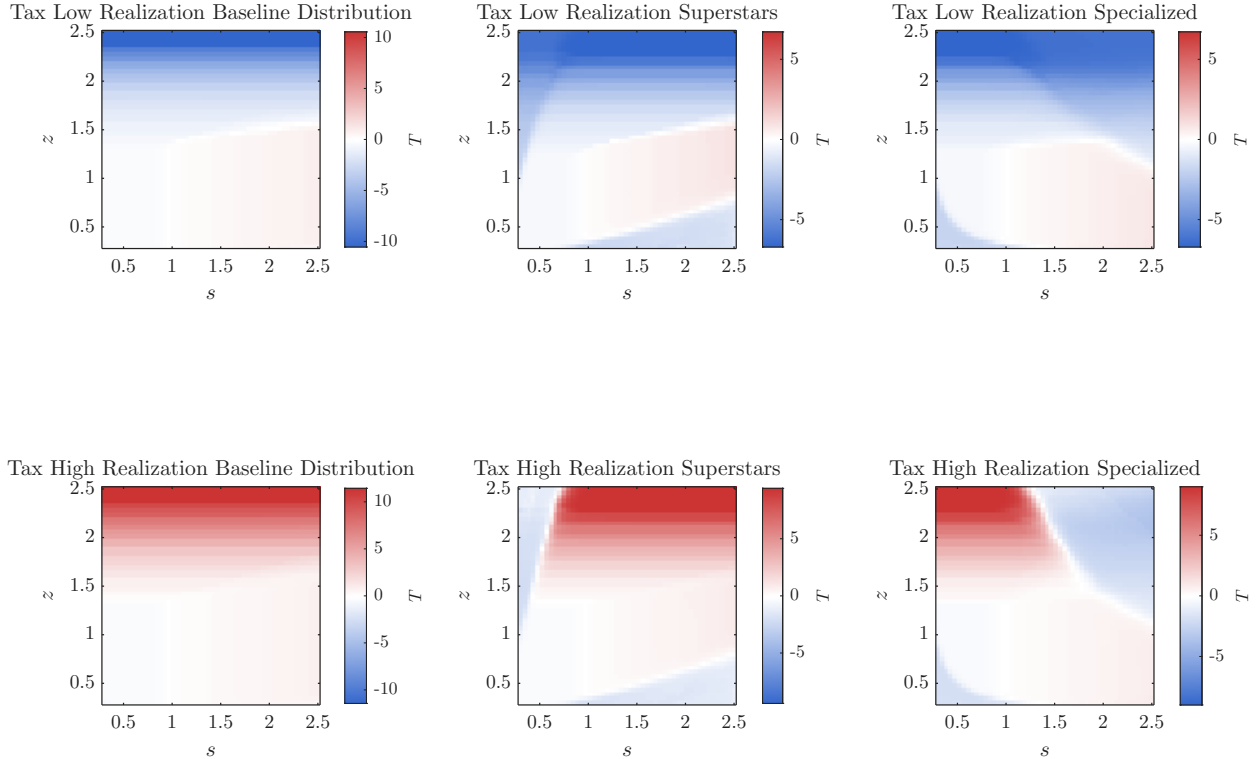 Tax Low Realization Baseline Distribution
2.5
2
1.5
1
0.5
z
0.5 1 1.5 2 2.5
s
10
5
0
-5
-10
T
Tax Low Realization Superstars
2.5
2
1.5
1
0.5
z
0.5 1 1.5 2 2.5
s
5
0
-5
T
Tax Low Realization Specialized
2.5
2
1.5
1
0.5
z
0.5 1 1.5 2 2.5
s
5
0
-5
T
Tax High Realization Baseline Distribution
2.5
2
1.5
1
0.5
z
0.5 1 1.5 2 2.5
s
10
5
0
-5
-10
T
Tax High Realization Superstars
2.5
2
1.5
1
0.5
z
0.5 1 1.5 2 2.5
s
5
0
-5
T
Tax High Realization Specialized
2.5
2
1.5
1
0.5
z
0.5 1 1.5 2 2.5
s
5
0
-5
T